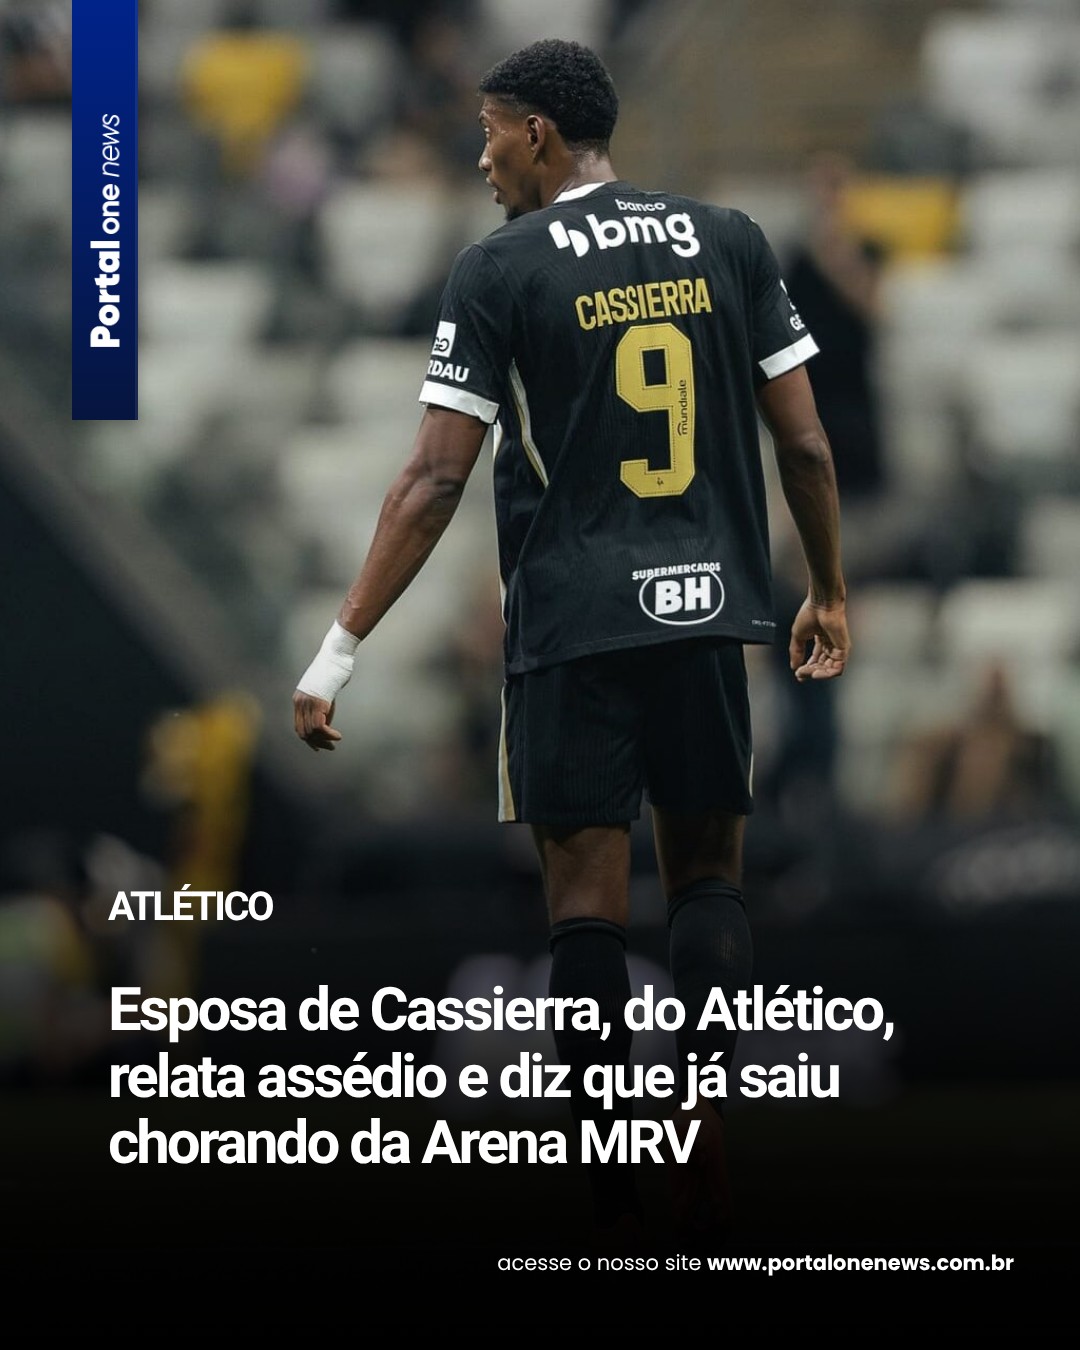 Portal one news
banco
bmg
CASSIERRA
9
mundiale
RDAU
SUPERMERCADOS
BH
ATLÉTICO
Esposa de Cassierra, do Atlético,
relata assédio e diz que já saiu
chorando da Arena MRV
acesse o nosso site www.portalonenews.com.br